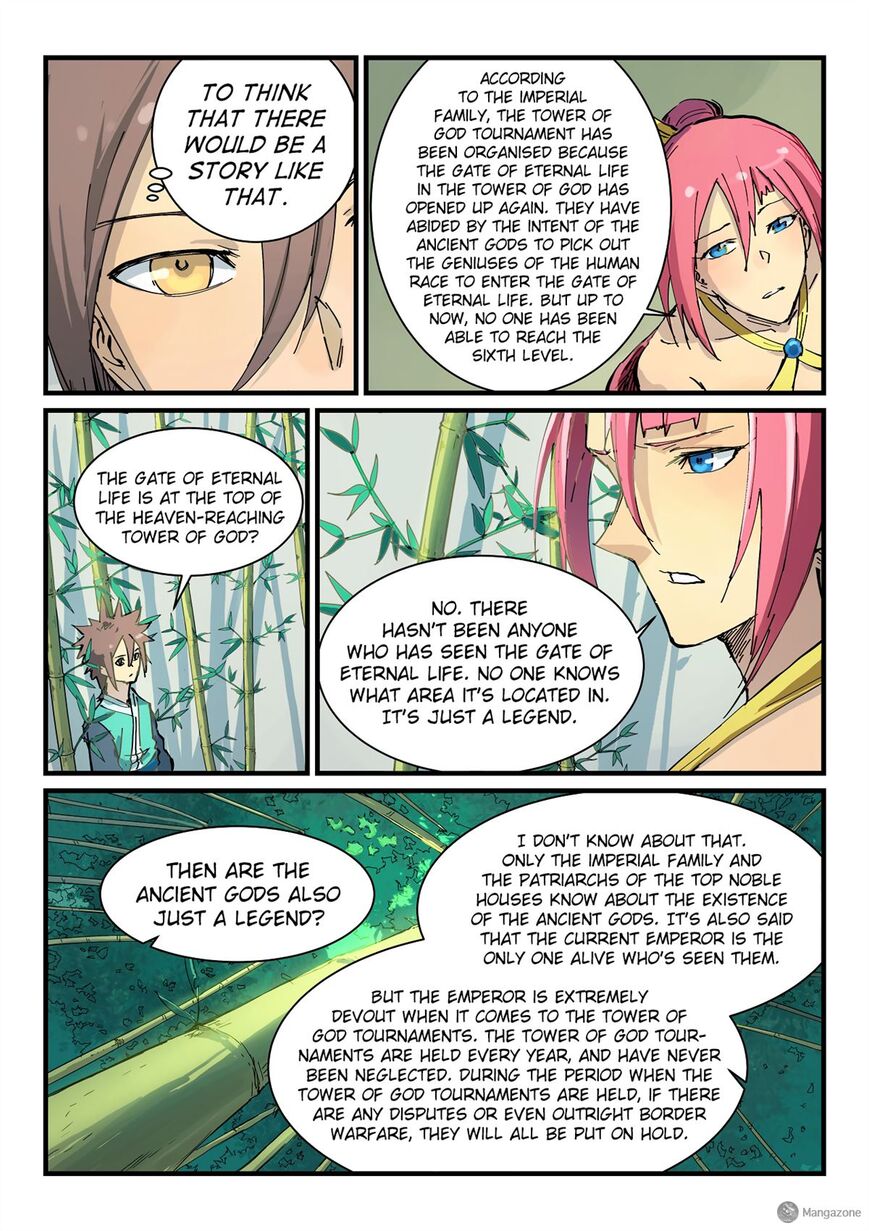 TO THINK
THAT THERE
WOULD BE A
STORY LIKE
THAT.
ACCORDING
TO THE IMPERIAL
FAMILY, THE TOWER OF
GOD TOURNAMENT HAS
BEEN ORGANISED BECAUSE
THE GATE OF ETERNAL LIFE
IN THE TOWER OF GOD HAS
OPENED UP AGAIN. THEY HAVE
ABIDED BY THE INTENT OF THE
ANCIENT GODS TO PICK OUT
THE GENIUSES OF THE HUMAN
RACE TO ENTER THE GATE OF
ETERNAL LIFE. BUT UP TO
NOW, NO ONE HAS BEEN
ABLE TO REACH THE
SIXTH LEVEL.
THE GATE OF ETERNAL
LIFE IS AT THE TOP OF
THE HEAVEN-REACHING
TOWER OF GOD?
NO. THERE
HASN'T BEEN ANYONE
WHO HAS SEEN THE GATE OF
ETERNAL LIFE. NO ONE KNOWS
WHAT AREA IT'S LOCATED IN.
IT'S JUST A LEGEND.
THEN ARE THE
ANCIENT GODS ALSO
JUST A LEGEND?
I DON'T KNOW ABOUT THAT.
ONLY THE IMPERIAL FAMILY AND
THE PATRIARCHS OF THE TOP NOBLE
HOUSES KNOW ABOUT THE EXISTENCE
OF THE ANCIENT GODS. IT'S ALSO SAID
THAT THE CURRENT EMPEROR IS THE
ONLY ONE ALIVE WHO'S SEEN THEM.
BUT THE EMPEROR IS EXTREMELY
DEVOUT WHEN IT COMES TO THE TOWER OF
GOD TOURNAMENTS. THE TOWER OF GOD TOUR-
NAMENTS ARE HELD EVERY YEAR, AND HAVE NEVER
BEEN NEGLECTED. DURING THE PERIOD WHEN THE
TOWER OF GOD TOURNAMENTS ARE HELD, IF THERE
ARE ANY DISPUTES OR EVEN OUTRIGHT BORDER
WARFARE, THEY WILL ALL BE PUT ON HOLD.
Mangazone